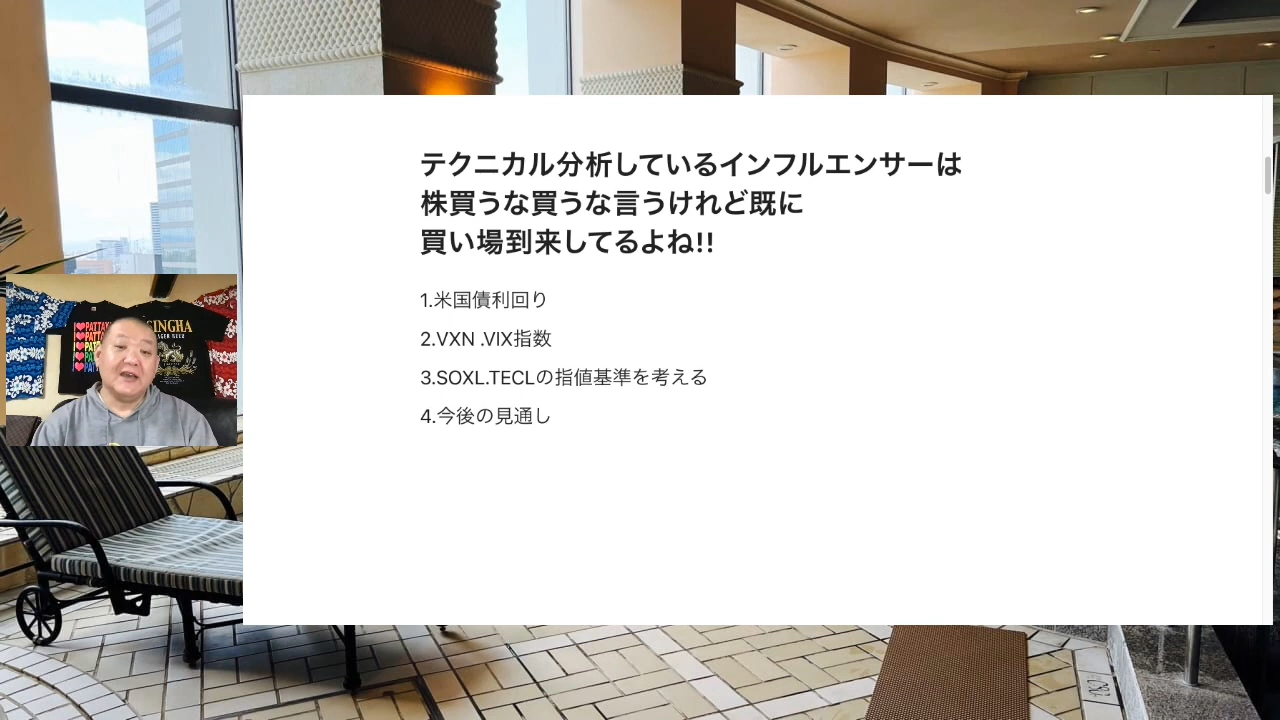 テクニカル分析しているインフルエンサーは
株買うな買うな言うけれど既に
買い場到来してるよね!!
1.米国債利回り
2.VXN .VIX指数
3.SOXL.TECLの指値基準を考える
4.今後の見通し
SINGHA
LAGER BEER